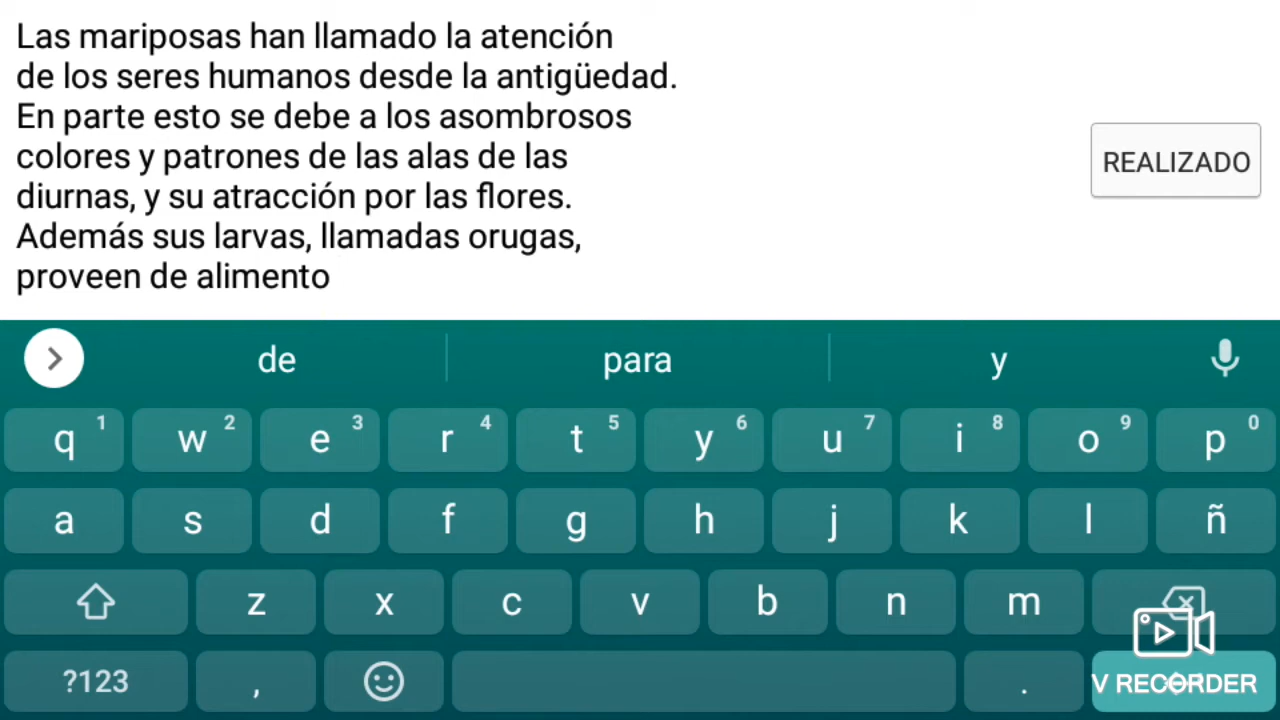 Las mariposas han llamado la atención
de los seres humanos desde la antigüedad.
En parte esto se debe a los asombrosos
colores y patrones de las alas de las
diurnas, y su atracción por las flores.
Además sus larvas, llamadas orugas,
proveen de alimento
REALIZADO
de para y
q 1 w 2 e 3 r 4 t 5 y 6 u 7 i 8 o 9 p 0
a s d f g h j k l ñ
z x c v b n m
?123 , .
V RECORDER